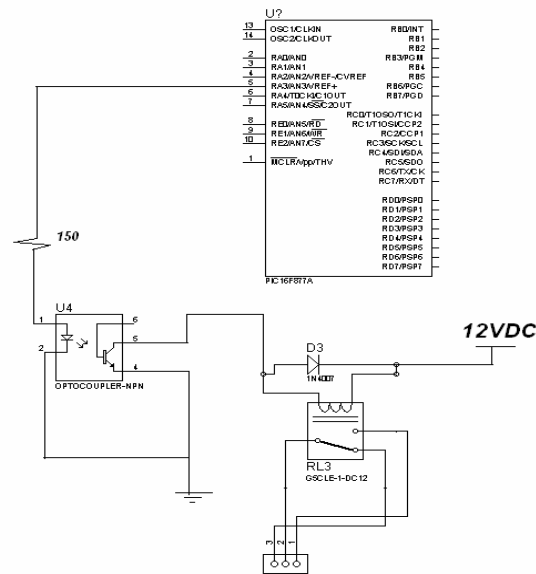 U?
13 OSC1/CLKIN RB0/INT
14 OSC2/CLKOUT RB1
RB2
2 RA0/AN0 RB3/PGM
3 RA1/AN1 RB4
4 RA2/AN2/VREF-/CVREF RB5
5 RA3/AN3/VREF+ RB6/PGC
6 RA4/T0CKI/C1OUT RB7/PGD
7 RA5/AN4/SS/C2OUT
RC0/T1OSO/T1CKI
8 RE0/AN5/RD RC1/T1OSI/CCP2
9 RE1/AN6/WR RC2/CCP1
10 RE2/AN7/CS RC3/SCK/SCL
RC4/SDI/SDA
1 MCLR/Vpp/THV RC5/SDO
RC6/TX/CK
RC7/RX/DT
RD0/PSP0
RD1/PSP1
RD2/PSP2
RD3/PSP3
RD4/PSP4
RD5/PSP5
RD6/PSP6
RD7/PSP7
PIC16F877A
150
U4
1 6
5
2
4
OPTOCOUPLER-NPN
12VDC
D3
1N4007
RL3
G5CLE-1-DC12
3 2 1